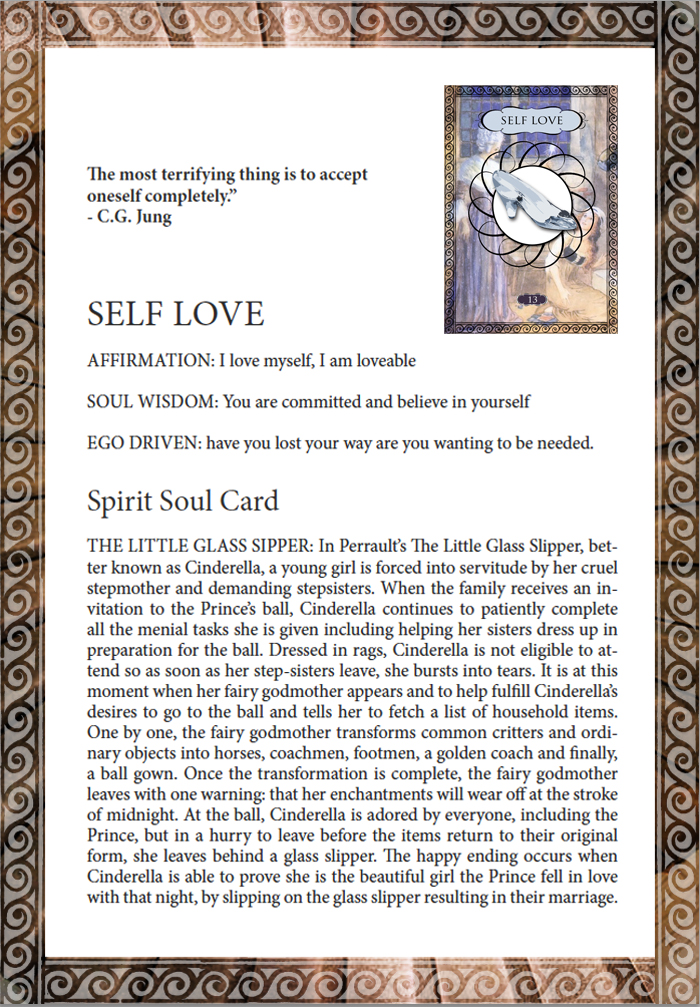 SELF LOVE
13
The most terrifying thing is to accept
oneself completely.”
- C.G. Jung
SELF LOVE
AFFIRMATION: I love myself, I am loveable
SOUL WISDOM: You are committed and believe in yourself
EGO DRIVEN: have you lost your way are you wanting to be needed.
Spirit Soul Card
THE LITTLE GLASS SIPPER: In Perrault’s The Little Glass Slipper, bet-
ter known as Cinderella, a young girl is forced into servitude by her cruel
stepmother and demanding stepsisters. When the family receives an in-
vitation to the Prince’s ball, Cinderella continues to patiently complete
all the menial tasks she is given including helping her sisters dress up in
preparation for the ball. Dressed in rags, Cinderella is not eligible to at-
tend so as soon as her step-sisters leave, she bursts into tears. It is at this
moment when her fairy godmother appears and to help fulfill Cinderella’s
desires to go to the ball and tells her to fetch a list of household items.
One by one, the fairy godmother transforms common critters and ordi-
nary objects into horses, coachmen, footmen, a golden coach and finally,
a ball gown. Once the transformation is complete, the fairy godmother
leaves with one warning: that her enchantments will wear off at the stroke
of midnight. At the ball, Cinderella is adored by everyone, including the
Prince, but in a hurry to leave before the items return to their original
form, she leaves behind a glass slipper. The happy ending occurs when
Cinderella is able to prove she is the beautiful girl the Prince fell in love
with that night, by slipping on the glass slipper resulting in their marriage.